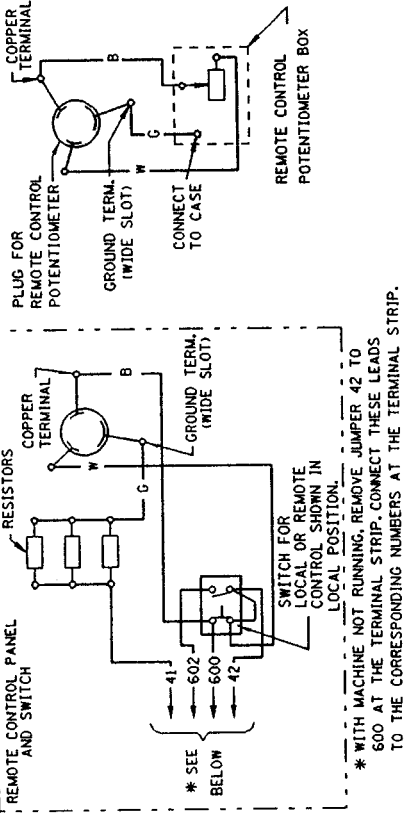 REMOTE CONTROL PANEL
AND SWITCH
RESISTORS
COPPER
TERMINAL
B
W
G
GROUND TERM.
(WIDE SLOT)
41
602
600
42
* SEE
BELOW
SWITCH FOR
LOCAL OR REMOTE
CONTROL SHOWN IN
LOCAL POSITION.
* WITH MACHINE NOT RUNNING, REMOVE JUMPER 42 TO
600 AT THE TERMINAL STRIP. CONNECT THESE LEADS
TO THE CORRESPONDING NUMBERS AT THE TERMINAL STRIP.
PLUG FOR
REMOTE CONTROL
POTENTIOMETER
COPPER
TERMINAL
B
G
W
GROUND TERM.
(WIDE SLOT)
CONNECT
TO CASE
REMOTE CONTROL
POTENTIOMETER BOX